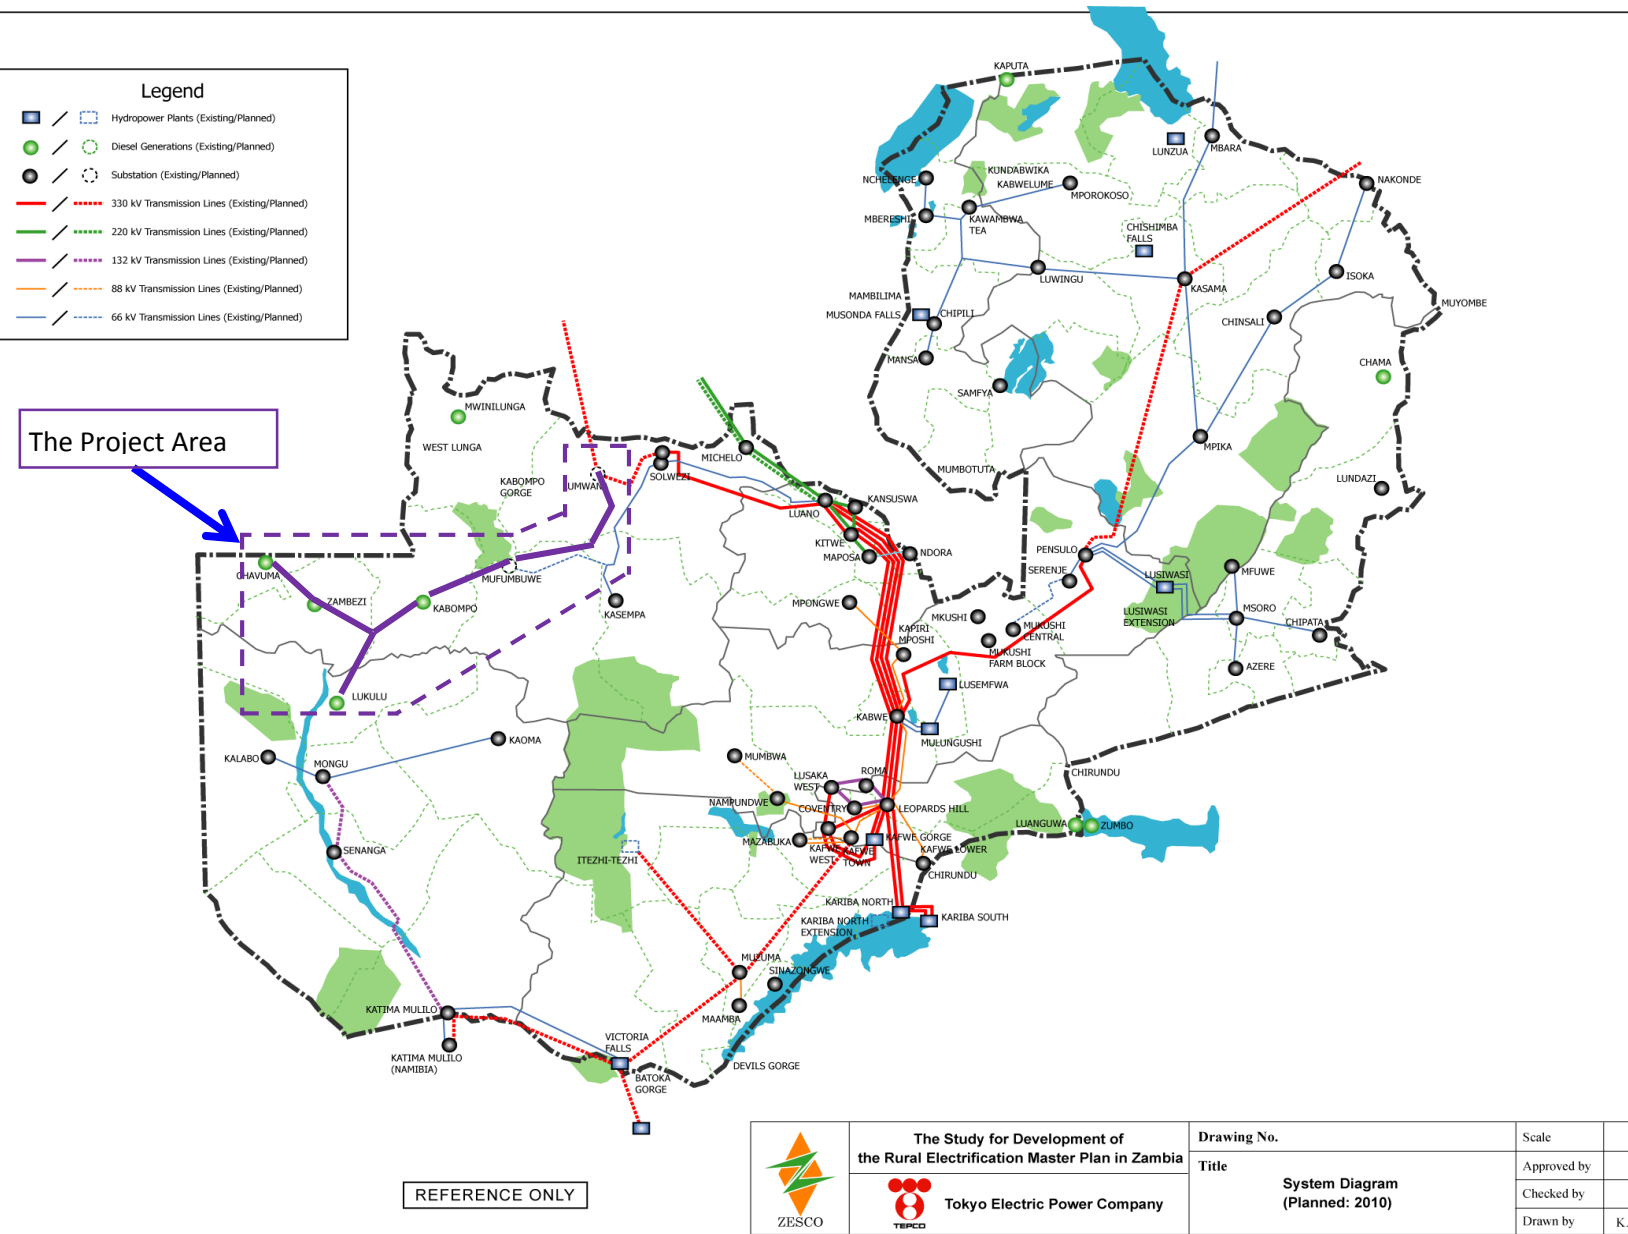 Legend
Hydropower Plants (Existing/Planned)
Diesel Generations (Existing/Planned)
Substation (Existing/Planned)
330 kV Transmission Lines (Existing/Planned)
220 kV Transmission Lines (Existing/Planned)
132 kV Transmission Lines (Existing/Planned)
88 kV Transmission Lines (Existing/Planned)
66 kV Transmission Lines (Existing/Planned)
The Project Area
KAPUTA
LUNZUA
MBARA
NAKONDE
NCHELENGE
KUNDABWIKA
KABWELUME
MPOROKOSO
MBERESHI
KAWAMBWA
TEA
CHISHIMBA
FALLS
LUWINGU
KASAMA
ISOKA
MUYOMBE
MAMBILIMA
MUSONDA FALLS
CHIPILI
CHINSALI
MANSA
CHAMA
SAMFYA
MPIKA
MUMBOTUTA
LUNDAZI
MWINILUNGA
WEST LUNGA
KABOMPO
GORGE
SOLWEZI
MICHELO
LUANO
KANSUSWA
KITWE
MAPOSA
NDORA
PENSULO
SERENJE
LUSIWASI
MFUWE
LUSIWASI
EXTENSION
MSORO
CHIPATA
AZERE
CHAVUMA
ZAMBEZI
KABOMPO
MUFUMBUWE
KASEMPA
LUKULU
MPONGWE
KAPIRI
MPOSHI
MKUSHI
MUKUSHI
CENTRAL
MUKUSHI
FARM BLOCK
LUSEMFWA
KABWE
MULUNGUSHI
KALABO
MONGU
KAOMA
MUMBWA
LUSAKA
WEST
ROMA
CHIRUNDU
NAMPUNDWE
COVENTRY
LEOPARDS HILL
LUANGUWA
ZUMBO
MAZABUKA
KAFWE
WEST
KAFWE
TOWN
KAFWE GORGE
KAFWE LOWER
CHIRUNDU
SENANGA
ITEZHI-TEZHI
KARIBA NORTH
KARIBA SOUTH
KARIBA NORTH
EXTENSION
MUZUMA
SINAZONGWE
MAAMBA
KATIMA MULILO
KATIMA MULILO
(NAMIBIA)
VICTORIA
FALLS
BATOKA
GORGE
DEVILS GORGE
REFERENCE ONLY
ZESCO
The Study for Development of
the Rural Electrification Master Plan in Zambia
TEPCO
Tokyo Electric Power Company
Drawing No.
Title
System Diagram
(Planned: 2010)
Scale
Approved by
Checked by
Drawn by
K.